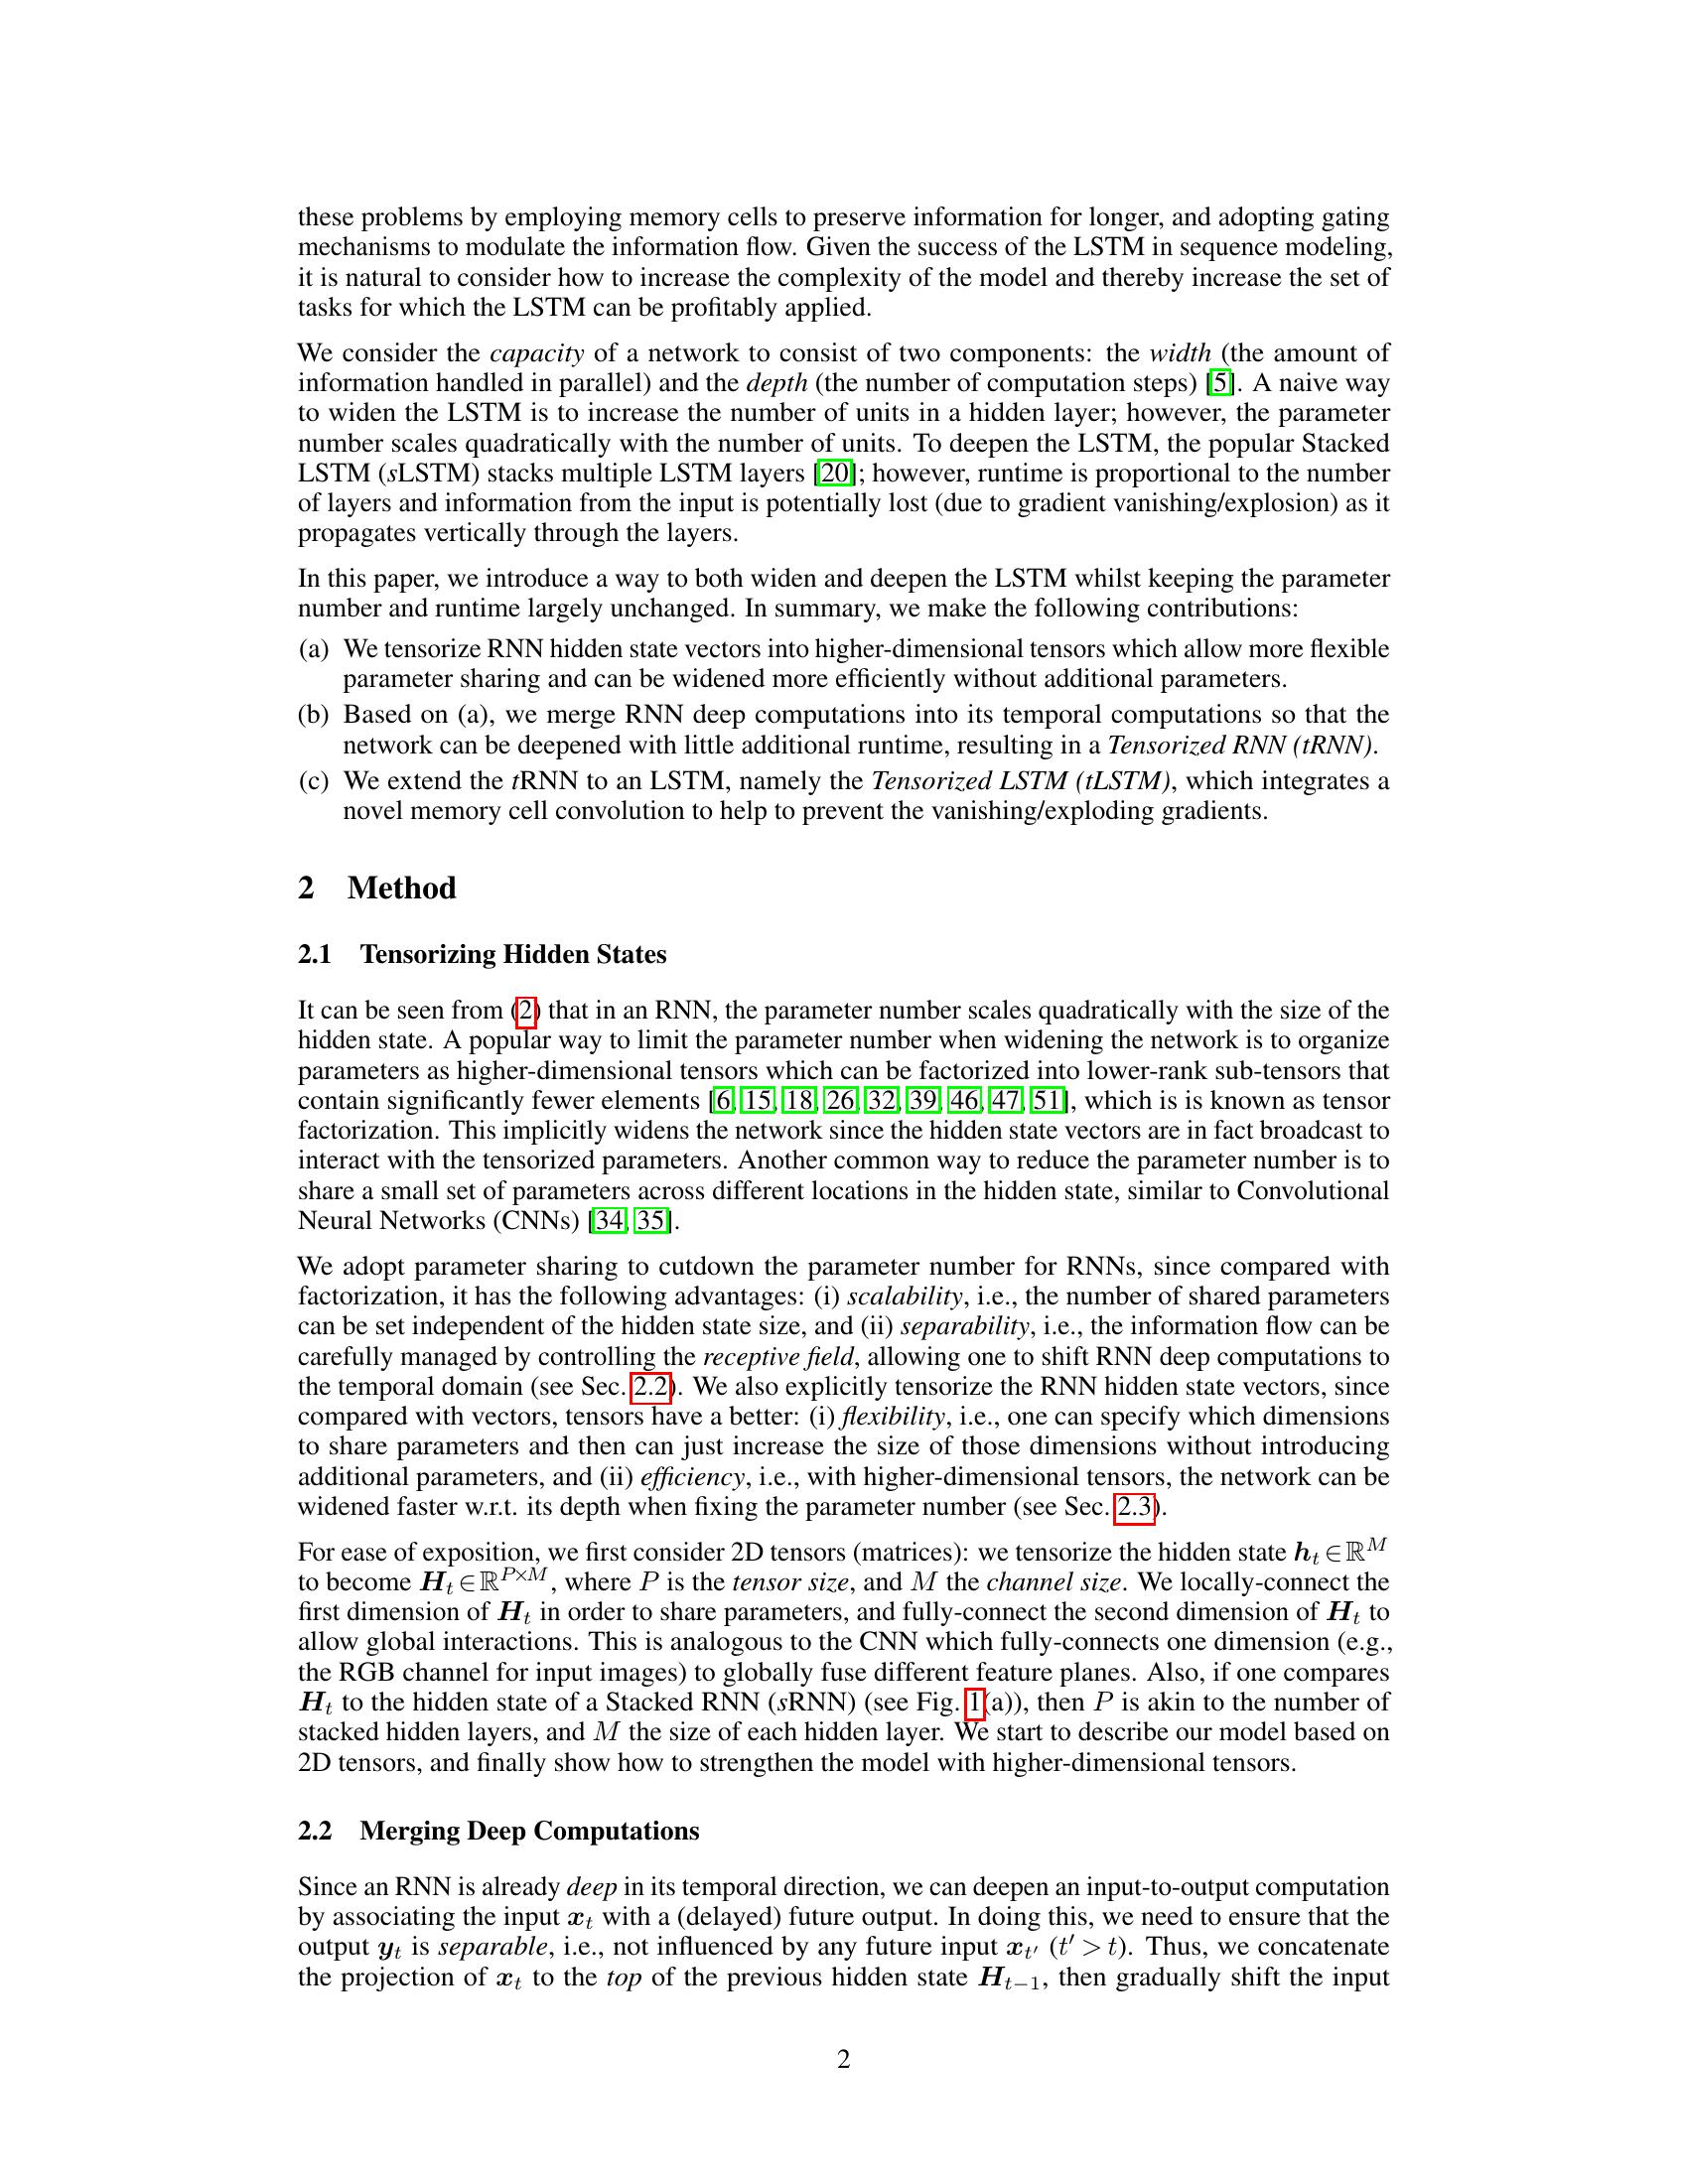 these problems by employing memory cells to preserve information for longer, and adopting gating
mechanisms to modulate the information flow. Given the success of the LSTM in sequence modeling,
it is natural to consider how to increase the complexity of the model and thereby increase the set of
tasks for which the LSTM can be profitably applied.
We consider the capacity of a network to consist of two components: the width (the amount of
information handled in parallel) and the depth (the number of computation steps) [5]. A naive way
to widen the LSTM is to increase the number of units in a hidden layer; however, the parameter
number scales quadratically with the number of units. To deepen the LSTM, the popular Stacked
LSTM (sLSTM) stacks multiple LSTM layers [20]; however, runtime is proportional to the number
of layers and information from the input is potentially lost (due to gradient vanishing/explosion) as it
propagates vertically through the layers.
In this paper, we introduce a way to both widen and deepen the LSTM whilst keeping the parameter
number and runtime largely unchanged. In summary, we make the following contributions:
(a) We tensorize RNN hidden state vectors into higher-dimensional tensors which allow more flexible
parameter sharing and can be widened more efficiently without additional parameters.
(b) Based on (a), we merge RNN deep computations into its temporal computations so that the
network can be deepened with little additional runtime, resulting in a Tensorized RNN (tRNN).
(c) We extend the tRNN to an LSTM, namely the Tensorized LSTM (tLSTM), which integrates a
novel memory cell convolution to help to prevent the vanishing/exploding gradients.
2 Method
2.1 Tensorizing Hidden States
It can be seen from (2) that in an RNN, the parameter number scales quadratically with the size of the
hidden state. A popular way to limit the parameter number when widening the network is to organize
parameters as higher-dimensional tensors which can be factorized into lower-rank sub-tensors that
contain significantly fewer elements [6, 15, 18, 26, 32, 39, 46, 47, 51], which is is known as tensor
factorization. This implicitly widens the network since the hidden state vectors are in fact broadcast to
interact with the tensorized parameters. Another common way to reduce the parameter number is to
share a small set of parameters across different locations in the hidden state, similar to Convolutional
Neural Networks (CNNs) [34, 35].
We adopt parameter sharing to cutdown the parameter number for RNNs, since compared with
factorization, it has the following advantages: (i) scalability, i.e., the number of shared parameters
can be set independent of the hidden state size, and (ii) separability, i.e., the information flow can be
carefully managed by controlling the receptive field, allowing one to shift RNN deep computations to
the temporal domain (see Sec. 2.2). We also explicitly tensorize the RNN hidden state vectors, since
compared with vectors, tensors have a better: (i) flexibility, i.e., one can specify which dimensions
to share parameters and then can just increase the size of those dimensions without introducing
additional parameters, and (ii) efficiency, i.e., with higher-dimensional tensors, the network can be
widened faster w.r.t. its depth when fixing the parameter number (see Sec. 2.3).
For ease of exposition, we first consider 2D tensors (matrices): we tensorize the hidden state h_t ∈ ℝ^M
to become H_t ∈ ℝ^{P×M}, where P is the tensor size, and M the channel size. We locally-connect the
first dimension of H_t in order to share parameters, and fully-connect the second dimension of H_t to
allow global interactions. This is analogous to the CNN which fully-connects one dimension (e.g.,
the RGB channel for input images) to globally fuse different feature planes. Also, if one compares
H_t to the hidden state of a Stacked RNN (sRNN) (see Fig. 1(a)), then P is akin to the number of
stacked hidden layers, and M the size of each hidden layer. We start to describe our model based on
2D tensors, and finally show how to strengthen the model with higher-dimensional tensors.
2.2 Merging Deep Computations
Since an RNN is already deep in its temporal direction, we can deepen an input-to-output computation
by associating the input x_t with a (delayed) future output. In doing this, we need to ensure that the
output y_t is separable, i.e., not influenced by any future input x_{t'} (t' > t). Thus, we concatenate
the projection of x_t to the top of the previous hidden state H_{t−1}, then gradually shift the input
2